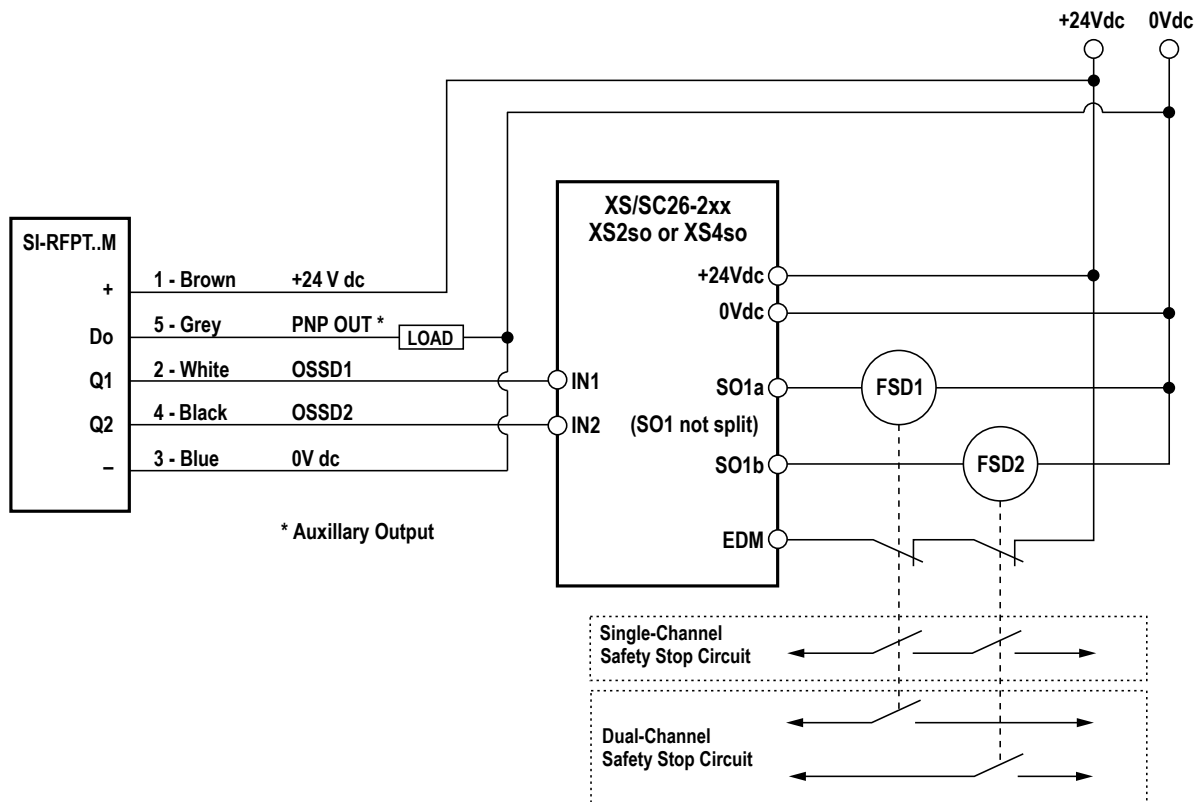 +24Vdc 0Vdc
XS/SC26-2xx
XS2so or XS4so
SI-RFPT..M
+ 1 - Brown +24 V dc
Do 5 - Grey PNP OUT * LOAD
Q1 2 - White OSSD1
Q2 4 - Black OSSD2
– 3 - Blue 0V dc
* Auxillary Output
IN1
IN2
+24Vdc
0Vdc
SO1a FSD1
(SO1 not split)
SO1b FSD2
EDM
Single-Channel
Safety Stop Circuit
Dual-Channel
Safety Stop Circuit